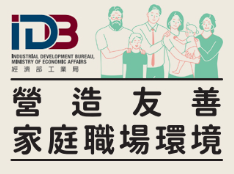 iDB
INDUSTRIAL DEVELOPMENT BUREAU,
MINISTRY OF ECONOMIC AFFAIRS
經濟部工業局
營造友善
家庭職場環境